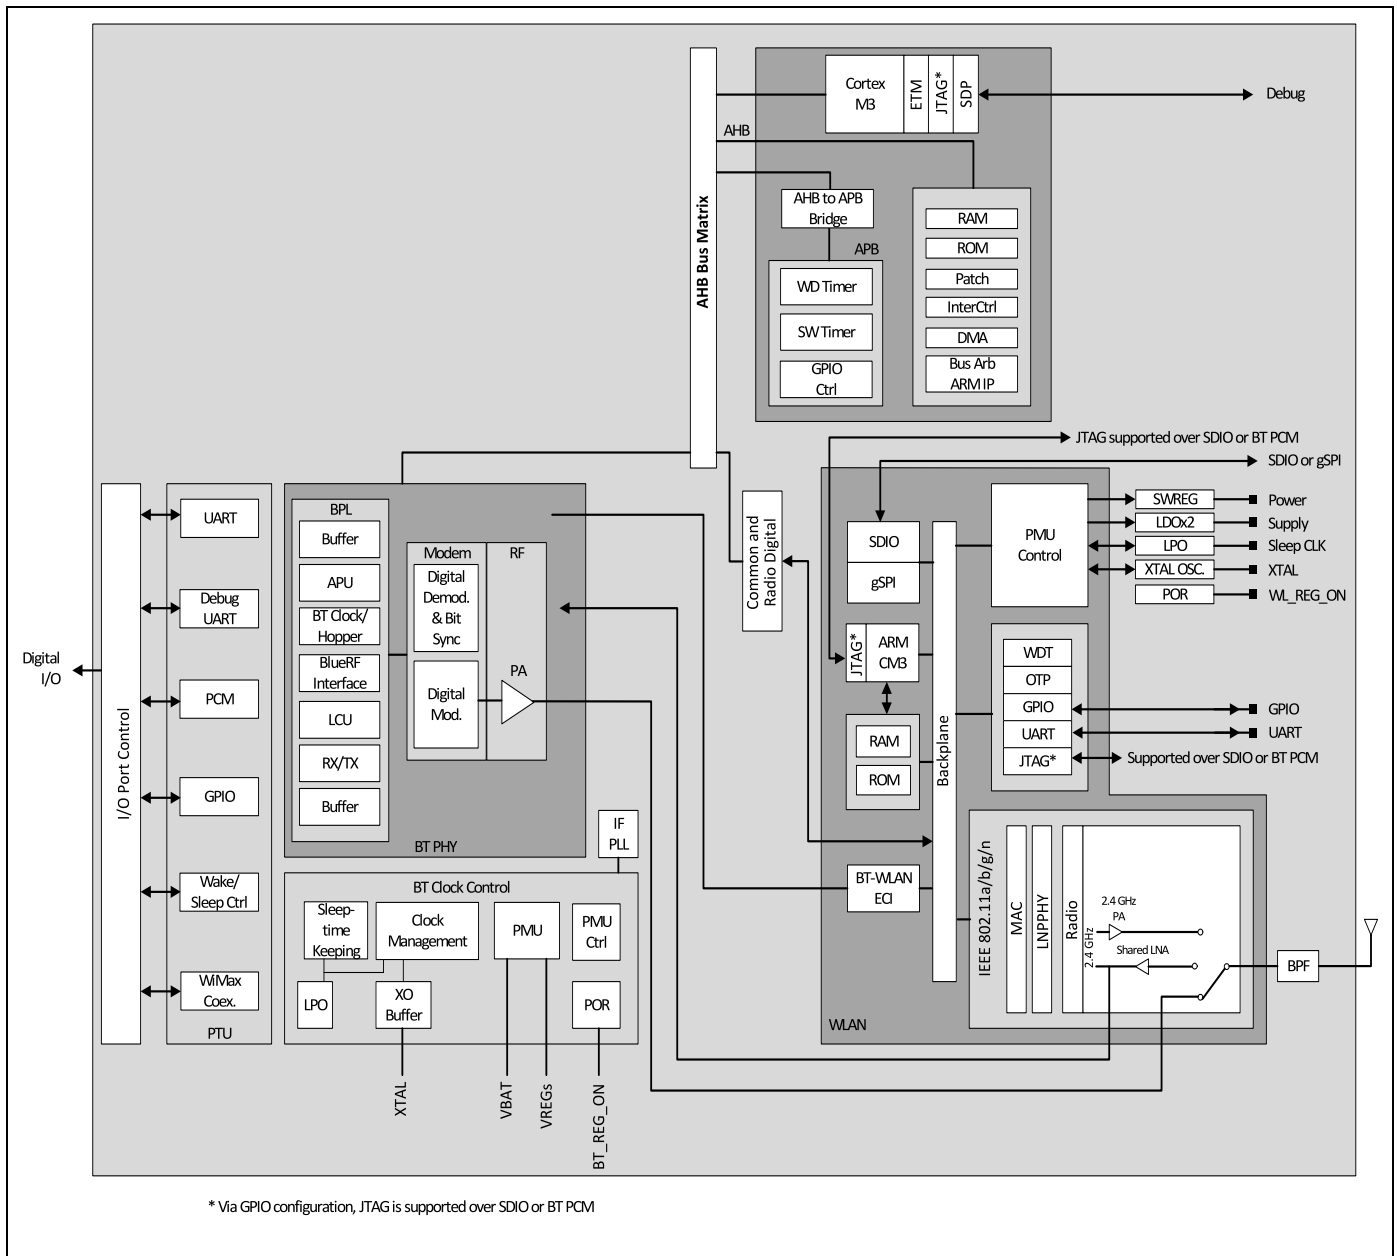 Cortex
M3
ETM
JTAG*
SDP
Debug
AHB
AHB Bus Matrix
AHB to APB
Bridge
APB
WD Timer
SW Timer
GPIO
Ctrl
RAM
ROM
Patch
InterCtrl
DMA
Bus Arb
ARM IP
JTAG supported over SDIO or BT PCM
SDIO or gSPI
Digital
I/O
I/O Port Control
UART
Debug
UART
PCM
GPIO
Wake/
Sleep Ctrl
WiMax
Coex.
PTU
BPL
Buffer
APU
BT Clock/
Hopper
BlueRF
Interface
LCU
RX/TX
Buffer
Modem
Digital
Demod.
& Bit
Sync
Digital
Mod.
RF
PA
BT PHY
IF
PLL
BT Clock Control
Sleep-
time
Keeping
Clock
Management
PMU
PMU
Ctrl
LPO
XO
Buffer
POR
XTAL
VBAT
VREGs
BT_REG_ON
Common and
Radio Digital
SDIO
gSPI
JTAG*
ARM
CM3
RAM
ROM
BT-WLAN
ECI
WLAN
Backplane
PMU
Control
SWREG
Power
LDOx2
Supply
LPO
Sleep CLK
XTAL OSC.
XTAL
POR
WL_REG_ON
WDT
OTP
GPIO
UART
JTAG*
GPIO
UART
Supported over SDIO or BT PCM
IEEE 802.11a/b/g/n
MAC
LNPPHY
Radio
2.4 GHz
2.4 GHz
PA
Shared LNA
BPF
* Via GPIO configuration, JTAG is supported over SDIO or BT PCM